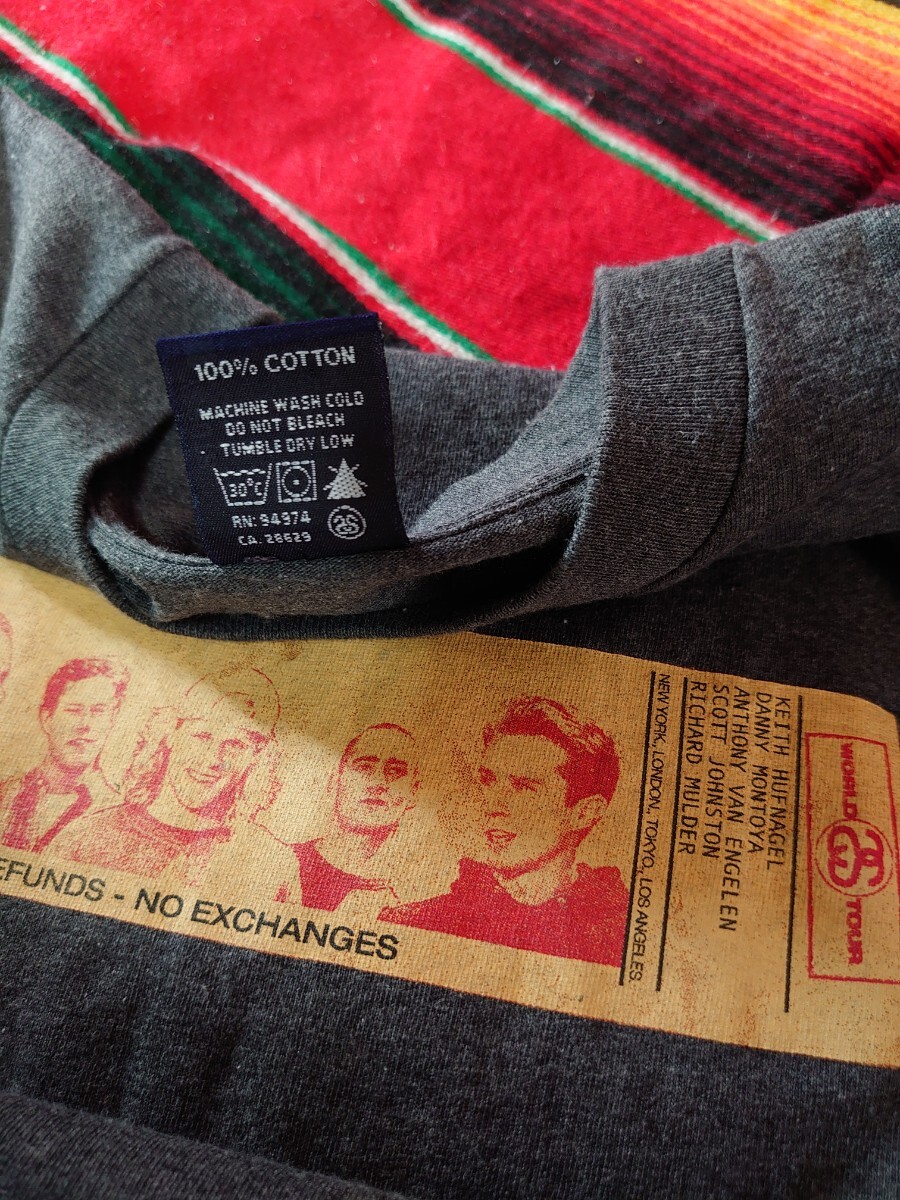 100% COTTON
MACHINE WASH COLD
DO NOT BLEACH
TUMBLE DRY LOW
30°C
RN: 94974
CA. 28629
EFUNDS - NO EXCHANGES
NEW YORK., LONDON., TOKYO., LOS ANGELES.
KEITH HUFNAGEL
DANNY MONTOYA
ANTHONY VAN ENGELEN
SCOTT JOHNSTON
RICHARD MULDER
WORLD
TOUR